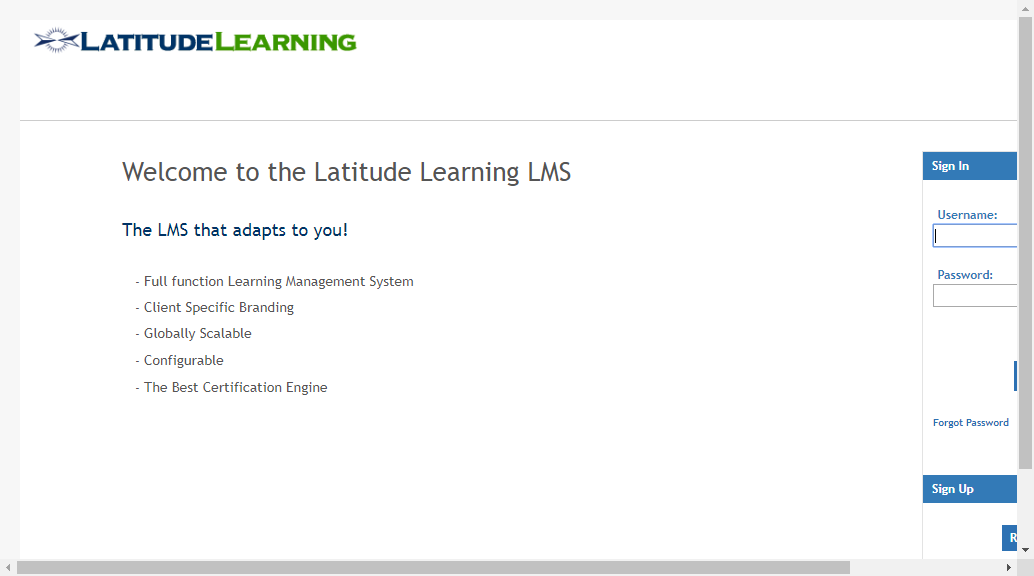 LATITUDELEARNING
Welcome to the Latitude Learning LMS
The LMS that adapts to you!
- Full function Learning Management System
- Client Specific Branding
- Globally Scalable
- Configurable
- The Best Certification Engine
Sign In
Username:
Password:
Forgot Password
Sign Up
R